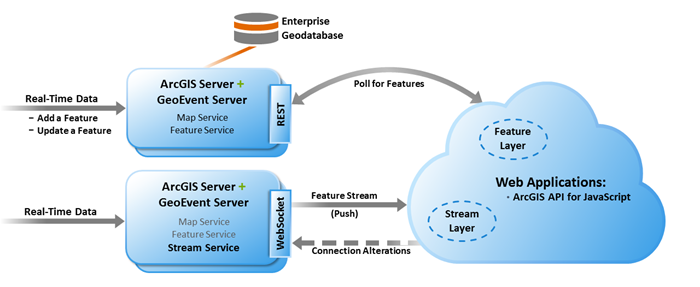 Enterprise
Geodatabase
Real-Time Data
– Add a Feature
– Update a Feature
ArcGIS Server +
GeoEvent Server
Map Service
Feature Service
REST
Poll for Features
Feature
Layer
Web Applications:
· ArcGIS API for JavaScript
Stream
Layer
Real-Time Data
ArcGIS Server +
GeoEvent Server
Map Service
Feature Service
Stream Service
WebSocket
Feature Stream
(Push)
Connection Alterations